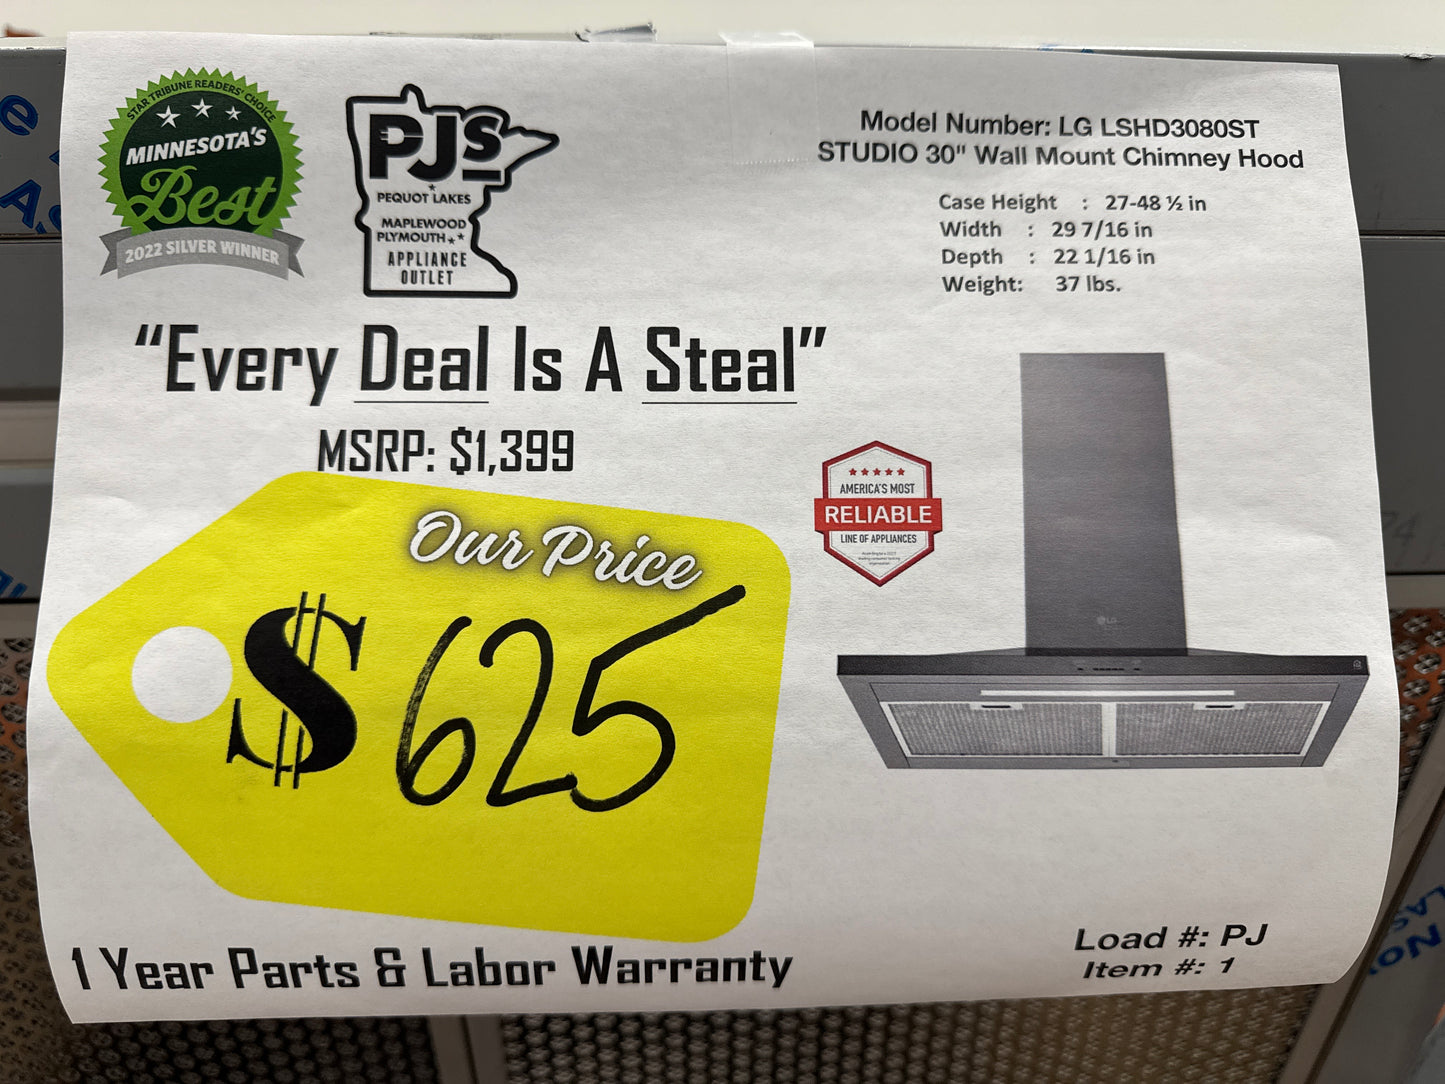 STAR TRIBUNE READERS' CHOICE
MINNESOTA'S
Best
2022 SILVER WINNER
PJS
PEQUOT LAKES
MAPLEWOOD
PLYMOUTH
APPLIANCE
OUTLET
Model Number: LG LSHD3080ST
STUDIO 30" Wall Mount Chimney Hood
Case Height : 27-48 ½ in
Width : 29 7/16 in
Depth : 22 1/16 in
Weight: 37 lbs.
“Every Deal Is A Steal”
MSRP: $1,399
Our Price
$ 625
AMERICA'S MOST
RELIABLE
LINE OF APPLIANCES
LG
1 Year Parts & Labor Warranty
Load #: PJ
Item #: 1